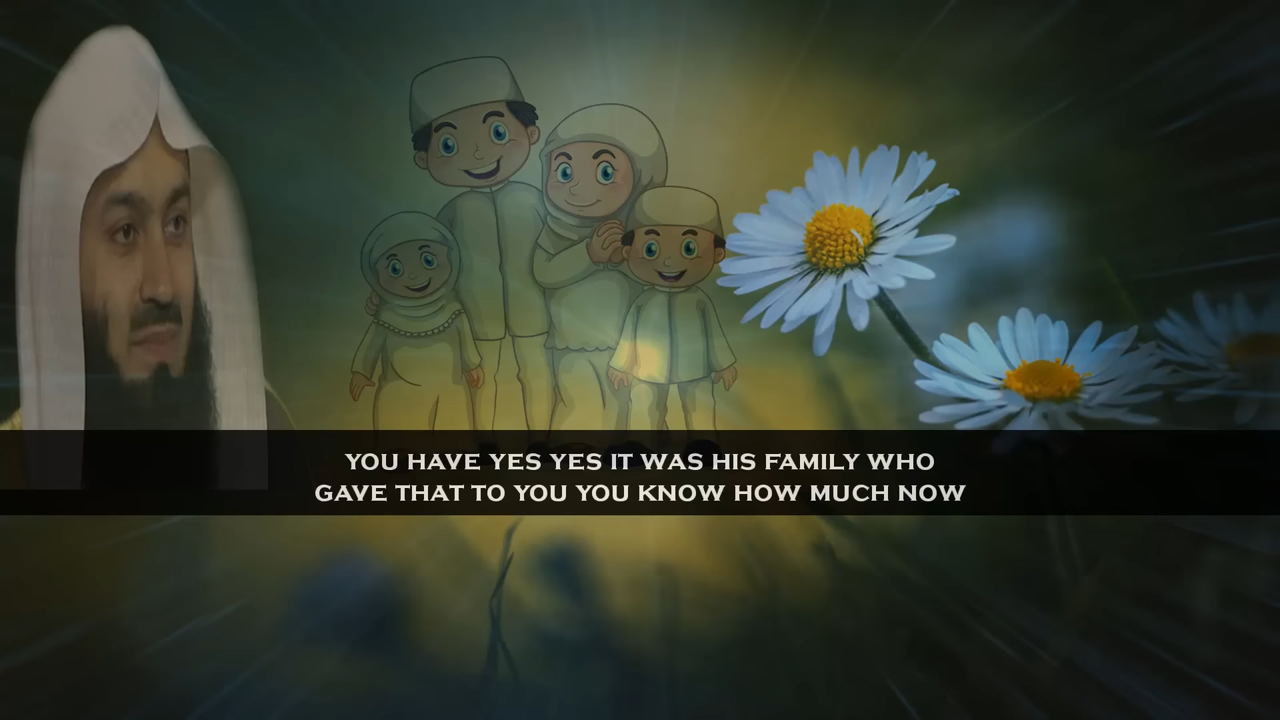 YOU HAVE YES YES IT WAS HIS FAMILY WHO
GAVE THAT TO YOU YOU KNOW HOW MUCH NOW